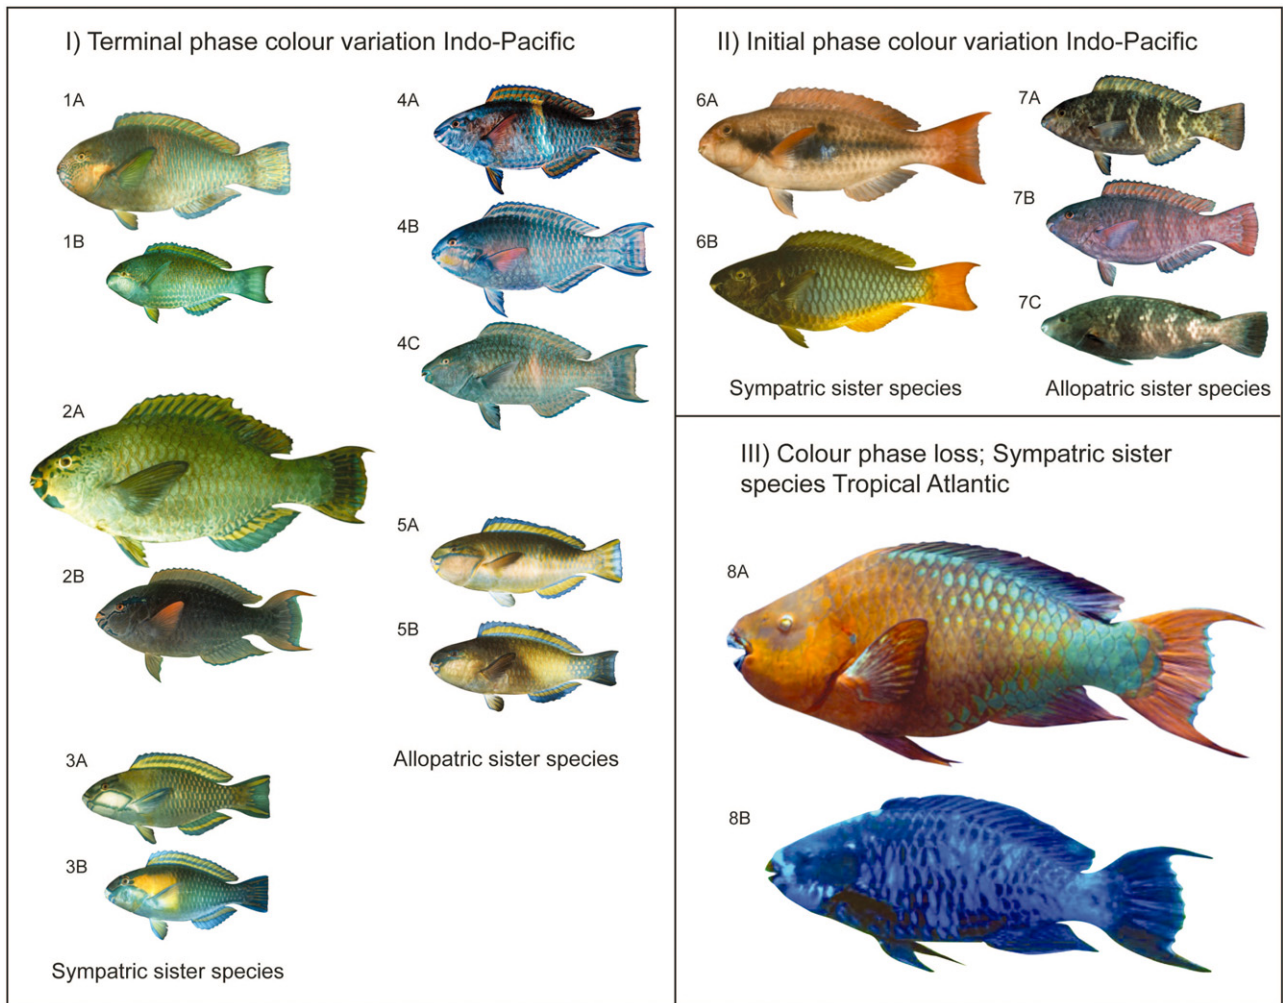 I) Terminal phase colour variation Indo-Pacific
1A
1B
2A
2B
3A
3B
Sympatric sister species
4A
4B
4C
5A
5B
Allopatric sister species
II) Initial phase colour variation Indo-Pacific
6A
6B
Sympatric sister species
7A
7B
7C
Allopatric sister species
III) Colour phase loss; Sympatric sister
species Tropical Atlantic
8A
8B